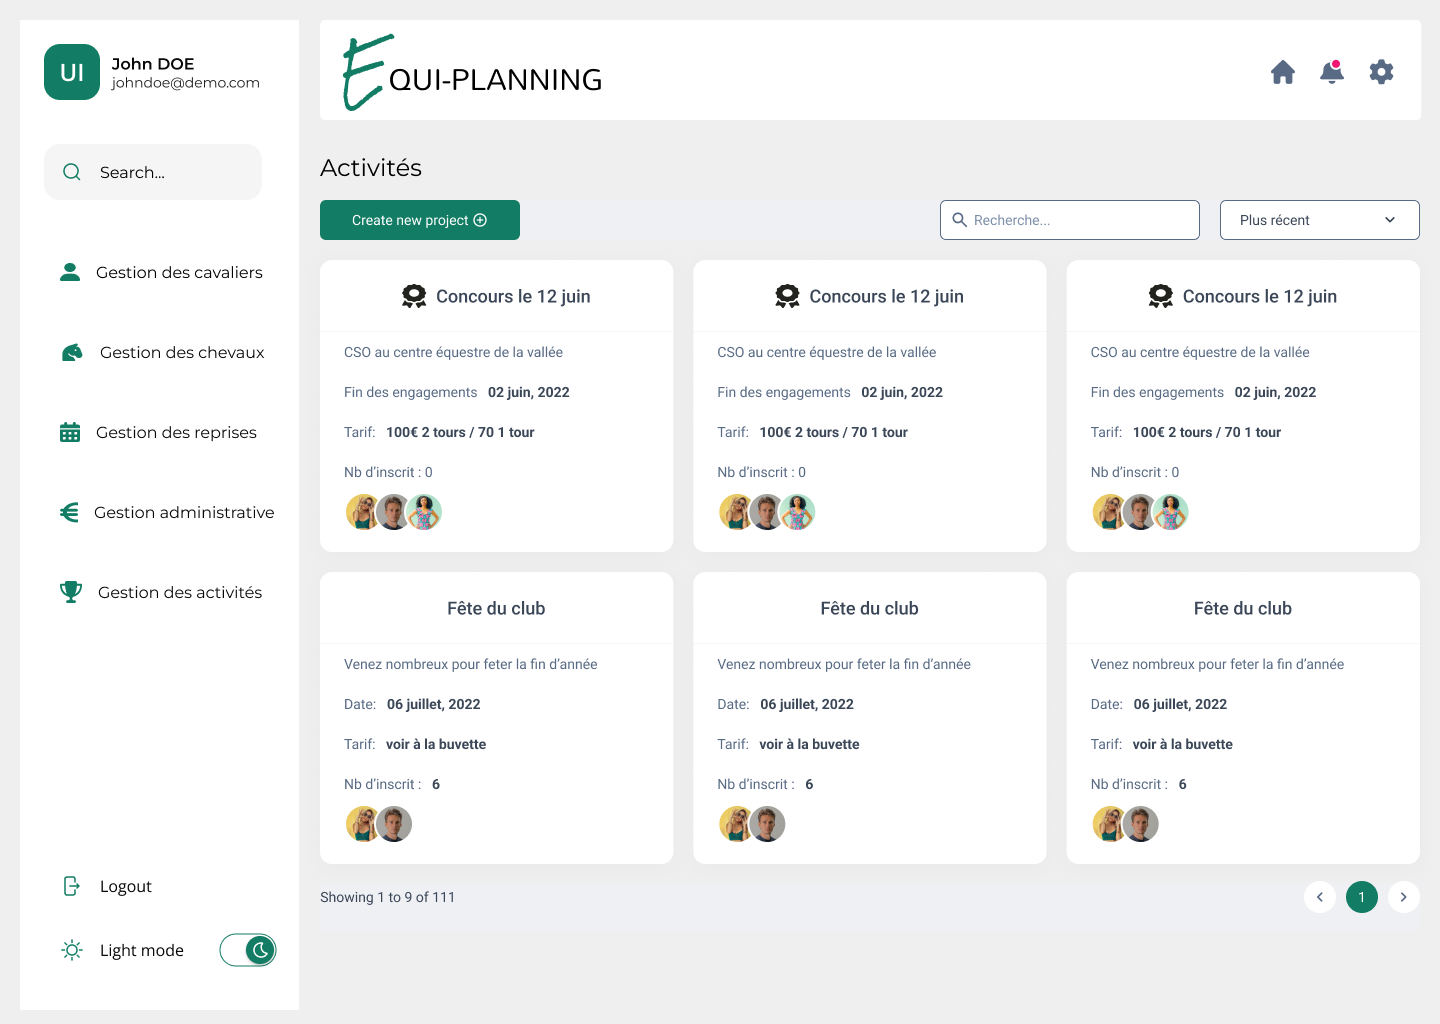 UI
John DOE
johndoe@demo.com
Search...
Gestion des cavaliers
Gestion des chevaux
Gestion des reprises
Gestion administrative
Gestion des activités
Logout
Light mode
EQUI-PLANNING
Activités
Create new project
Recherche...
Plus récent
Concours le 12 juin
CSO au centre équestre de la vallée
Fin des engagements 02 juin, 2022
Tarif: 100€ 2 tours / 70 1 tour
Nb d’inscrit : 0
Concours le 12 juin
CSO au centre équestre de la vallée
Fin des engagements 02 juin, 2022
Tarif: 100€ 2 tours / 70 1 tour
Nb d’inscrit : 0
Concours le 12 juin
CSO au centre équestre de la vallée
Fin des engagements 02 juin, 2022
Tarif: 100€ 2 tours / 70 1 tour
Nb d’inscrit : 0
Fête du club
Venez nombreux pour feter la fin d’année
Date: 06 juillet, 2022
Tarif: voir à la buvette
Nb d’inscrit : 6
Fête du club
Venez nombreux pour feter la fin d’année
Date: 06 juillet, 2022
Tarif: voir à la buvette
Nb d’inscrit : 6
Fête du club
Venez nombreux pour feter la fin d’année
Date: 06 juillet, 2022
Tarif: voir à la buvette
Nb d’inscrit : 6
Showing 1 to 9 of 111
1